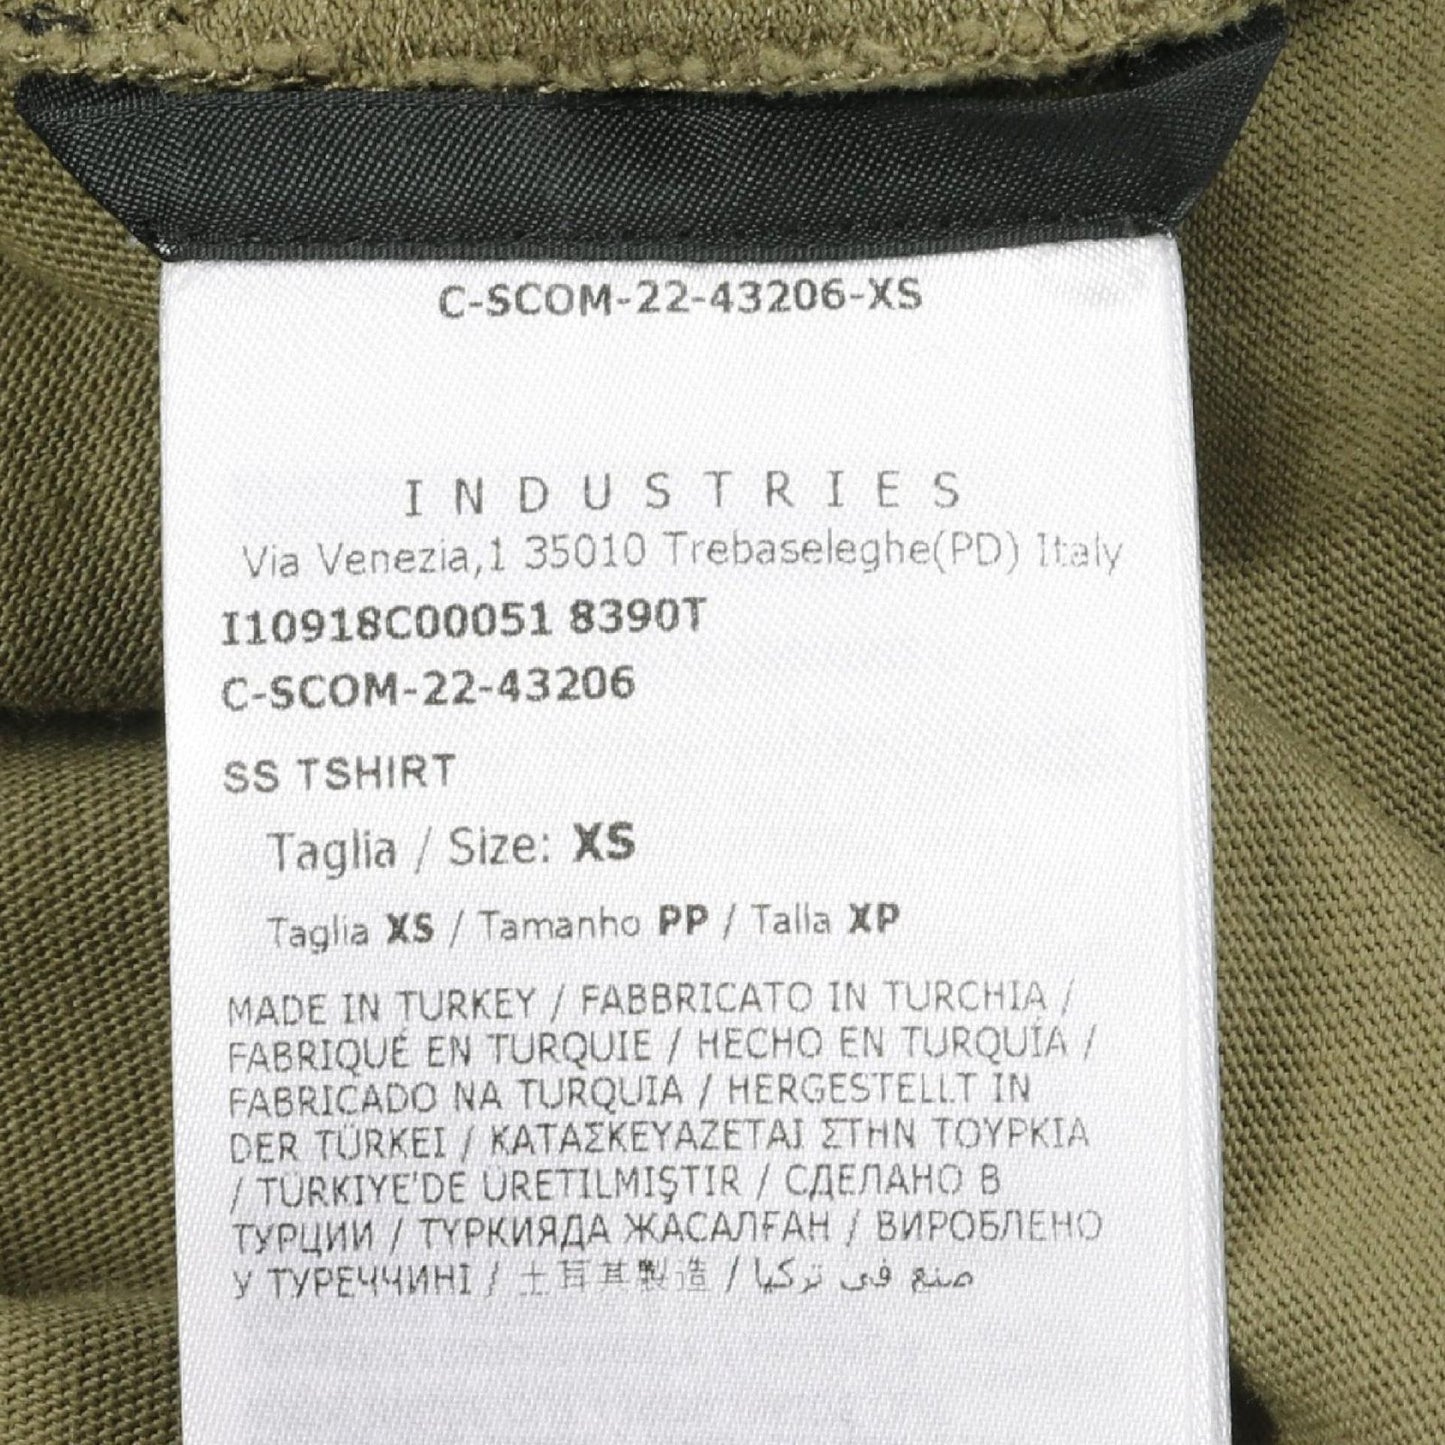 C-SCOM-22-43206-XS
INDUSTRIES
Via Venezia,1 35010 Trebaseleghe(PD) Italy
I10918C00051 8390T
C-SCOM-22-43206
SS TSHIRT
Taglia / Size: XS
Taglia XS / Tamanho PP / Talla XP
MADE IN TURKEY / FABBRICATO IN TURCHIA /
FABRIQUÉ EN TURQUIE / HECHO EN TURQUÍA /
FABRICADO NA TURQUIA / HERGESTELLT IN
DER TÜRKEI / ΚΑΤΑΣΚΕΥΑΖΕΤΑΙ ΣΤΗΝ ΤΟΥΡΚΙΑ
/ TÜRKIYE'DE ÜRETILMIŞTIR / СДЕЛАНО В
ТУРЦИИ / ТҮРКИЯДА ЖАСАЛҒАН / ВИРОБЛЕНО
У ТУРЕЧЧИНІ / 土耳其製造 / صنع في تركيا